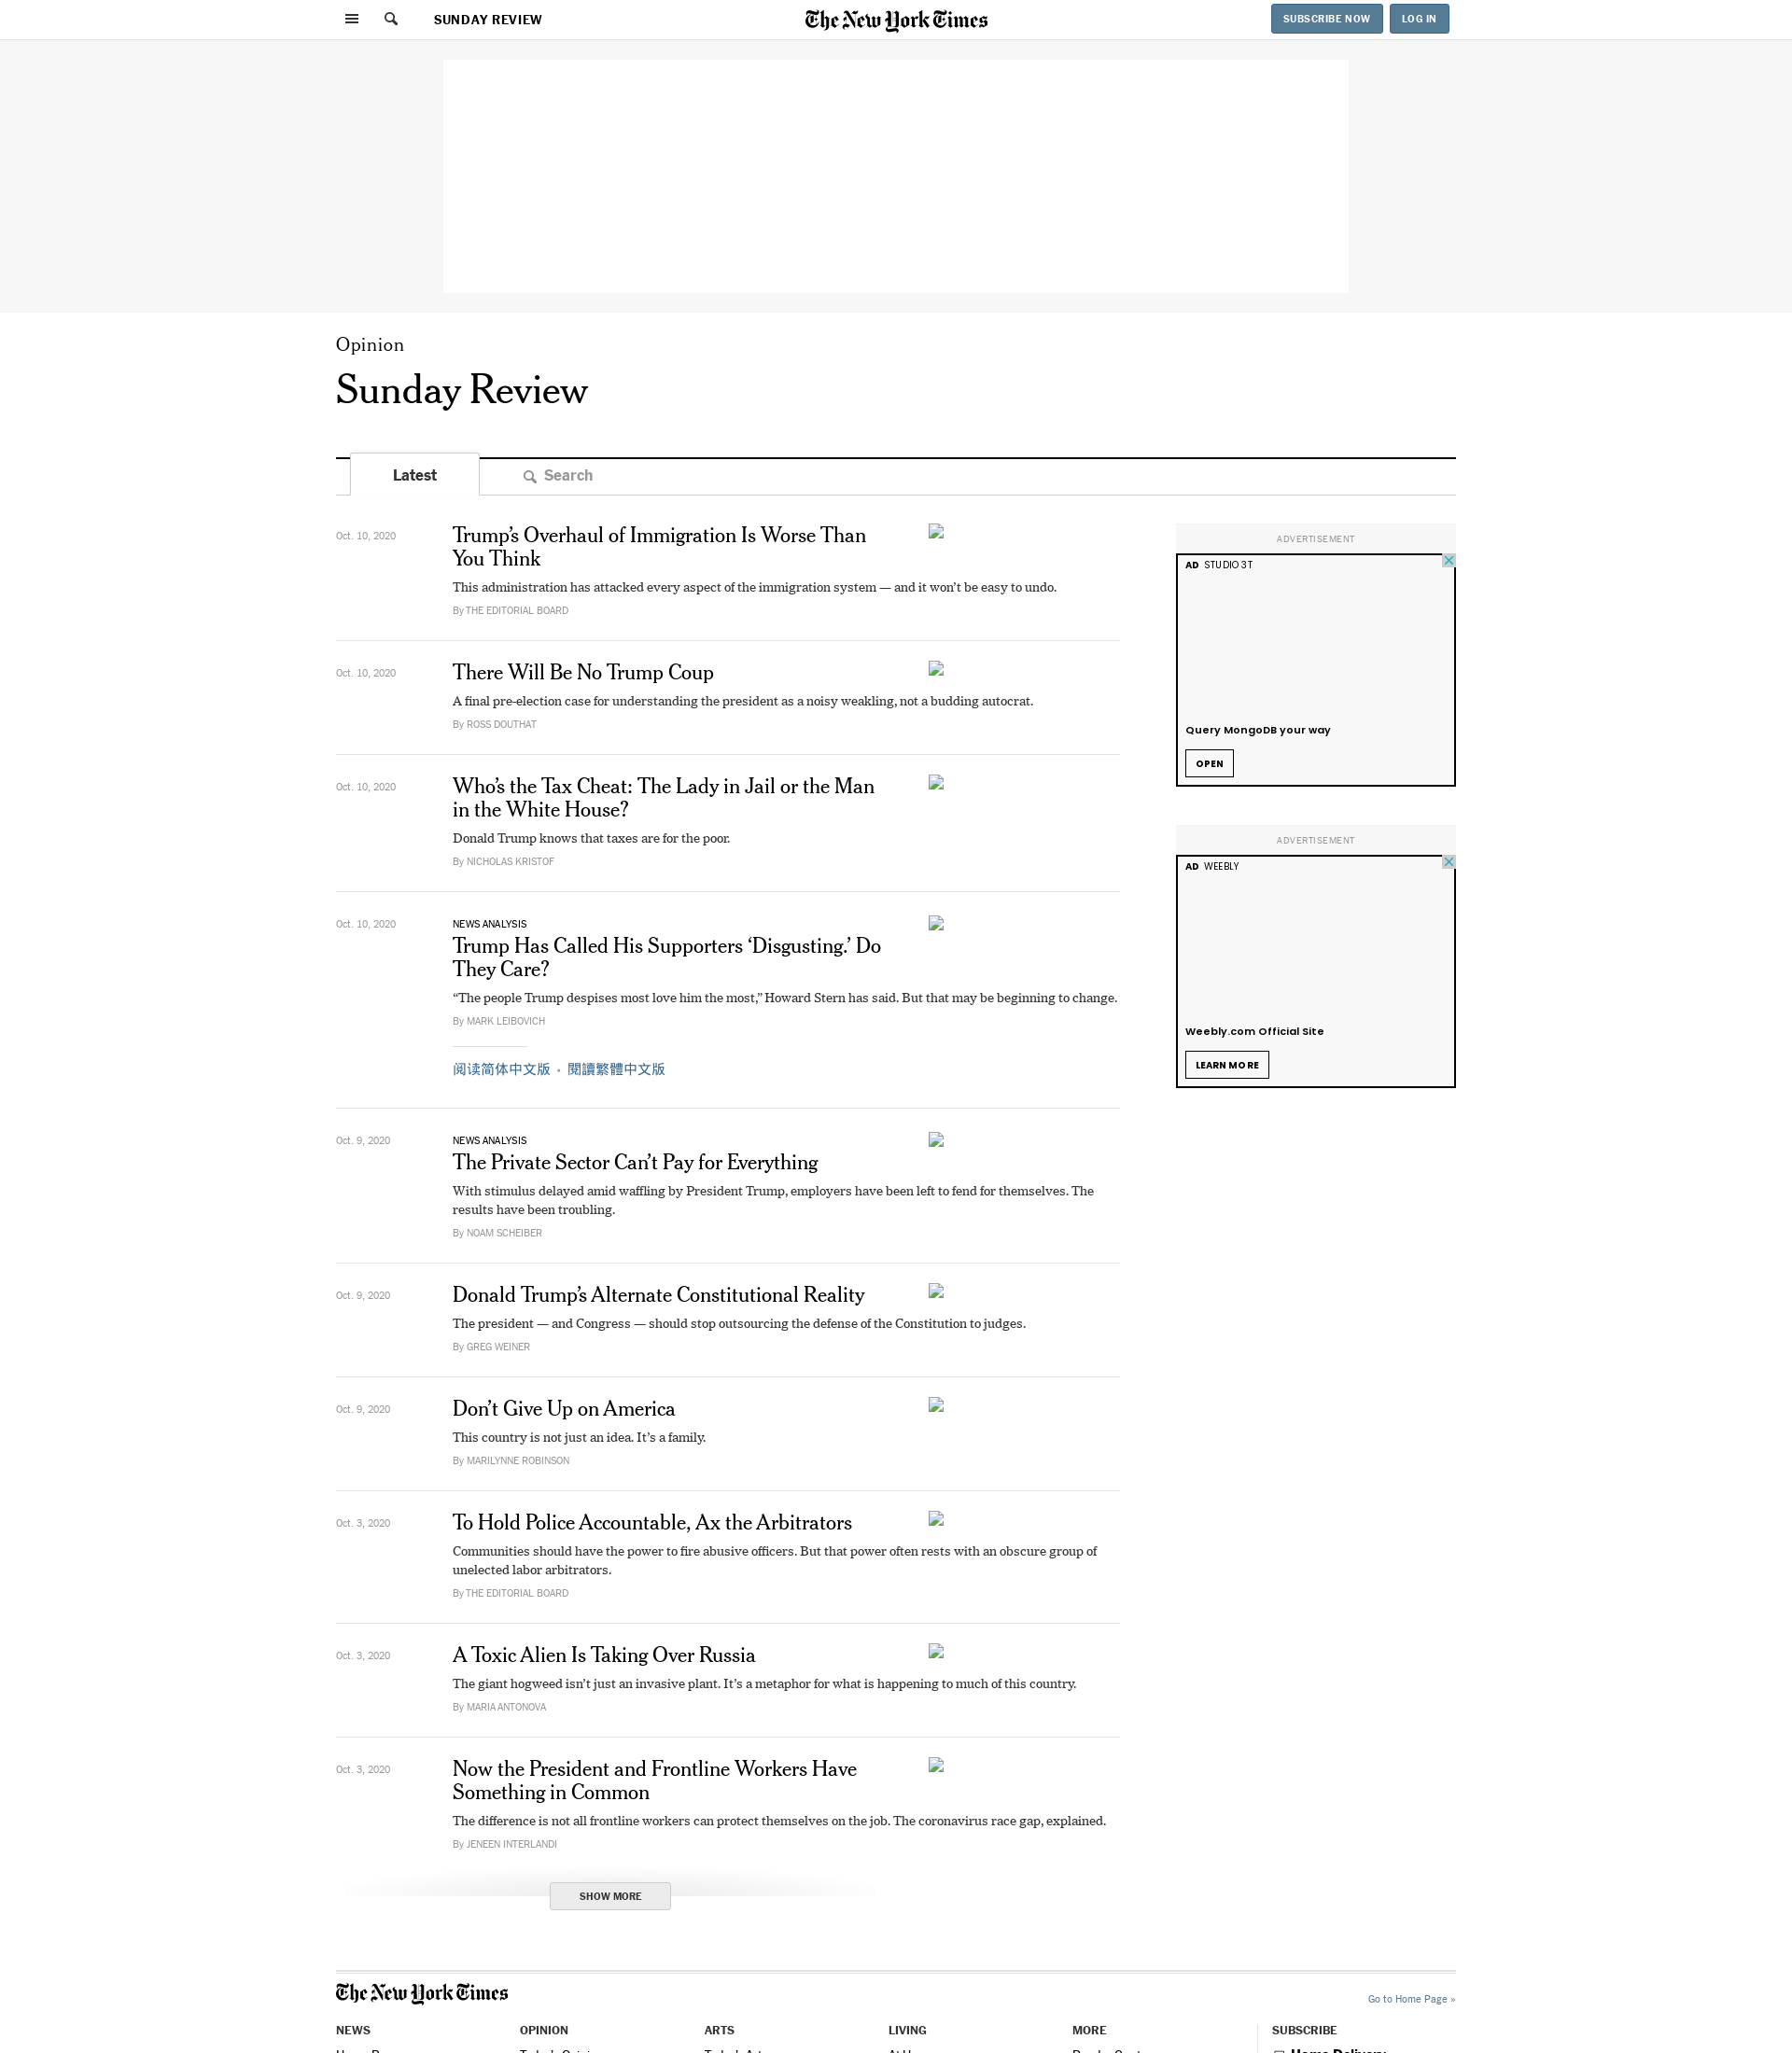 SUNDAY REVIEW
The New York Times
SUBSCRIBE NOW
LOG IN
Opinion
Sunday Review
Latest
Search
Oct. 10, 2020
Trump’s Overhaul of Immigration Is Worse Than
You Think
This administration has attacked every aspect of the immigration system — and it won’t be easy to undo.
By THE EDITORIAL BOARD
Oct. 10, 2020
There Will Be No Trump Coup
A final pre-election case for understanding the president as a noisy weakling, not a budding autocrat.
By ROSS DOUTHAT
Oct. 10, 2020
Who’s the Tax Cheat: The Lady in Jail or the Man
in the White House?
Donald Trump knows that taxes are for the poor.
By NICHOLAS KRISTOF
Oct. 10, 2020
NEWS ANALYSIS
Trump Has Called His Supporters ‘Disgusting.’ Do
They Care?
“The people Trump despises most love him the most,” Howard Stern has said. But that may be beginning to change.
By MARK LEIBOVICH
阅读简体中文版 • 閱讀繁體中文版
Oct. 9, 2020
NEWS ANALYSIS
The Private Sector Can’t Pay for Everything
With stimulus delayed amid waffling by President Trump, employers have been left to fend for themselves. The
results have been troubling.
By NOAM SCHEIBER
Oct. 9, 2020
Donald Trump’s Alternate Constitutional Reality
The president — and Congress — should stop outsourcing the defense of the Constitution to judges.
By GREG WEINER
Oct. 9, 2020
Don’t Give Up on America
This country is not just an idea. It’s a family.
By MARILYNNE ROBINSON
Oct. 3, 2020
To Hold Police Accountable, Ax the Arbitrators
Communities should have the power to fire abusive officers. But that power often rests with an obscure group of
unelected labor arbitrators.
By THE EDITORIAL BOARD
Oct. 3, 2020
A Toxic Alien Is Taking Over Russia
The giant hogweed isn’t just an invasive plant. It’s a metaphor for what is happening to much of this country.
By MARIA ANTONOVA
Oct. 3, 2020
Now the President and Frontline Workers Have
Something in Common
The difference is not all frontline workers can protect themselves on the job. The coronavirus race gap, explained.
By JENEEN INTERLANDI
SHOW MORE
ADVERTISEMENT
AD STUDIO 3T
Query MongoDB your way
OPEN
ADVERTISEMENT
AD WEEBLY
Weebly.com Official Site
LEARN MORE
The New York Times
Go to Home Page »
NEWS
OPINION
ARTS
LIVING
MORE
SUBSCRIBE
Home Delivery